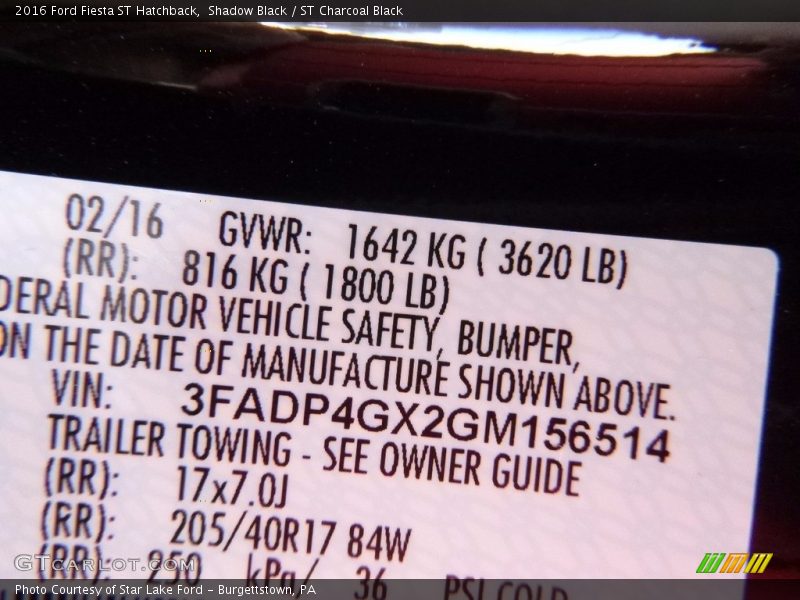 2016 Ford Fiesta ST Hatchback,  Shadow Black / ST Charcoal Black
02/16 GVWR: 1642 KG ( 3620 LB)
(RR): 816 KG ( 1800 LB)
DERAL MOTOR VEHICLE SAFETY, BUMPER,
ON THE DATE OF MANUFACTURE SHOWN ABOVE.
VIN: 3FADP4GX2GM156514
TRAILER TOWING - SEE OWNER GUIDE
(RR): 17x7.0J
(RR): 205/40R17 84W
(RR): 250 kPa/ 36 PSI COLD
GTCarLot.com
Photo Courtesy of Star Lake Ford - Burgettstown, PA